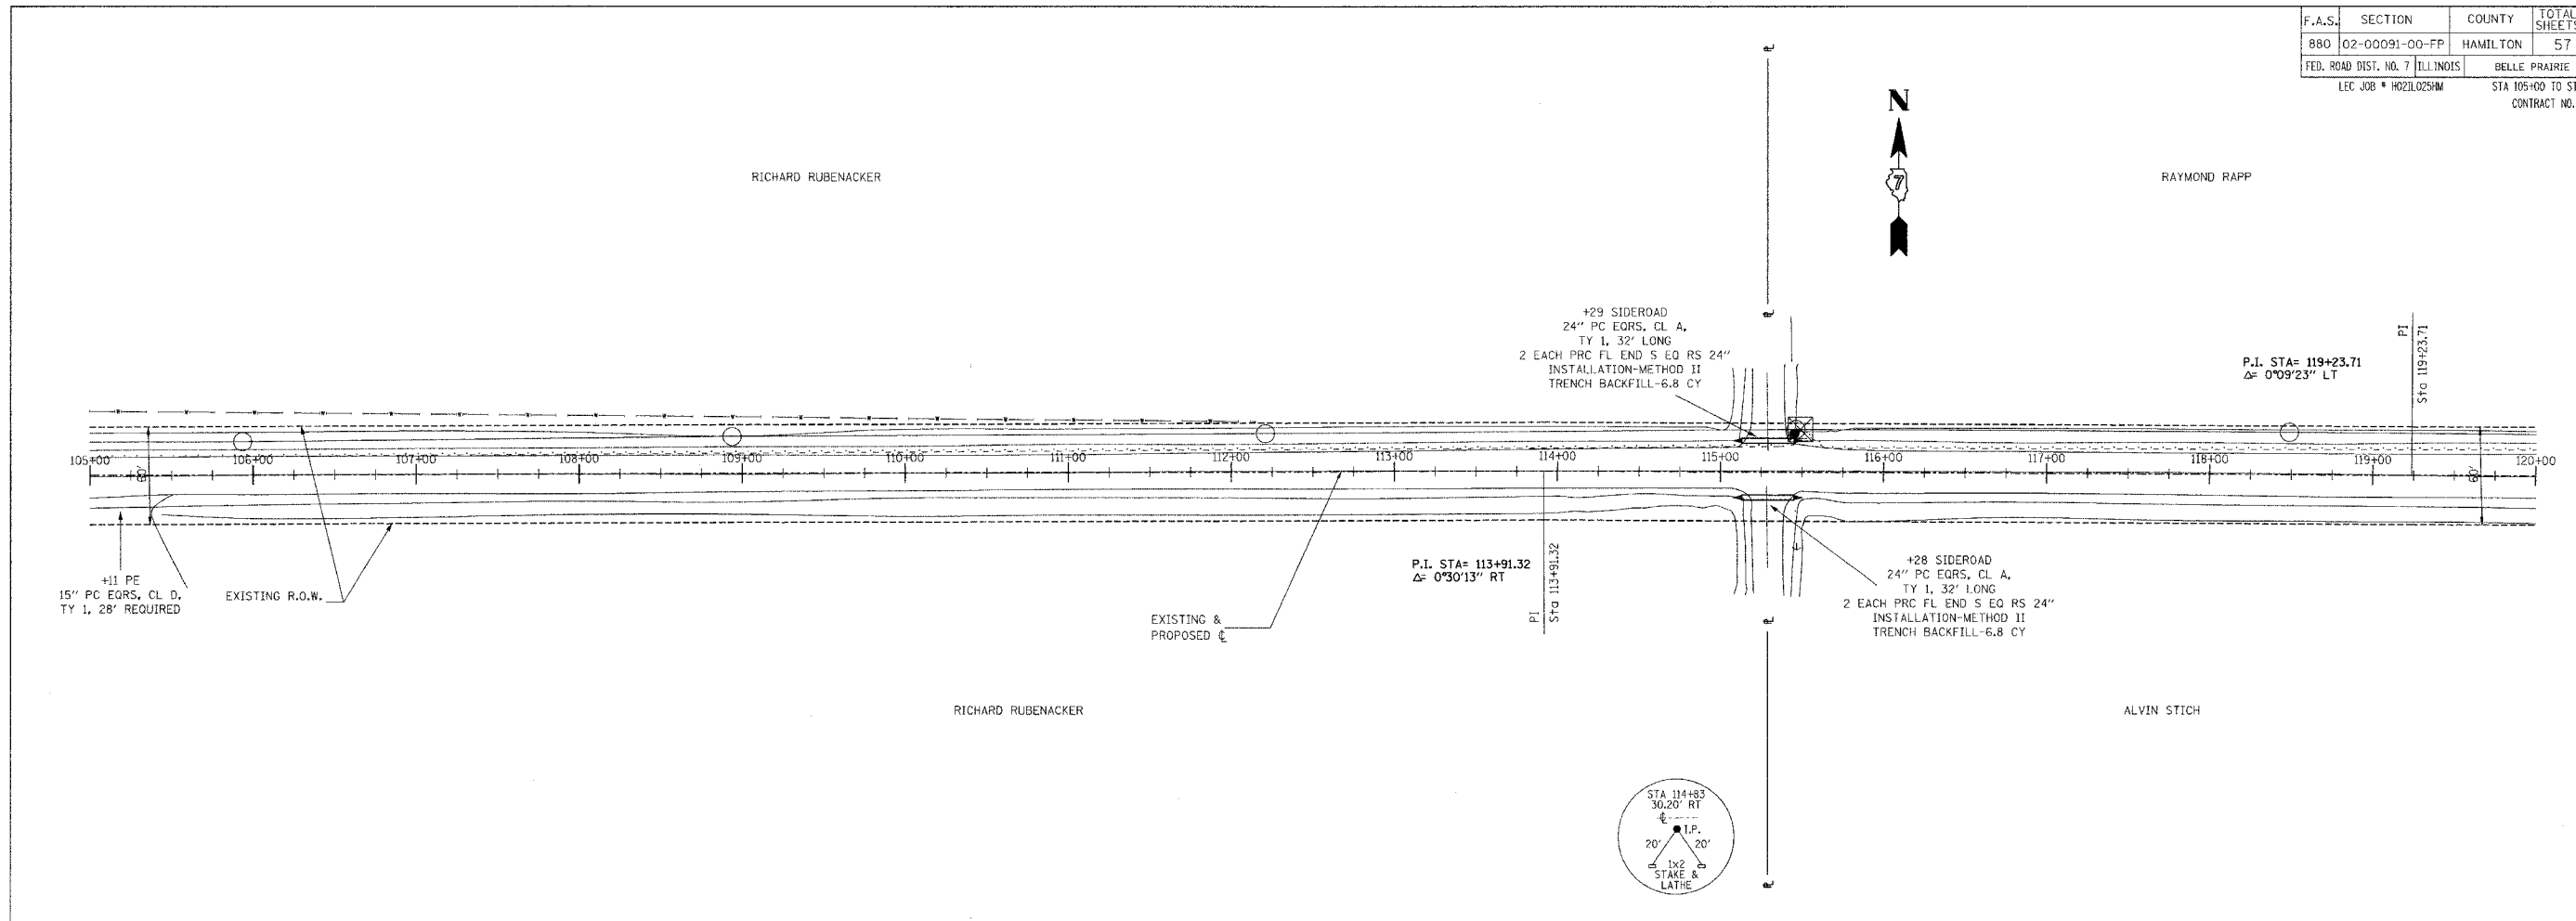 F.A.S. SECTION COUNTY TOTAL SHEETS
880 02-00091-00-FP HAMILTON 57
FED. ROAD DIST. NO. 7 ILLINOIS BELLE PRAIRIE
LEC JOB # H02IL025HM STA 105+00 TO
CONTRACT NO.
N
7
RICHARD RUBENACKER
RAYMOND RAPP
+29 SIDEROAD
24" PC EQRS, CL A,
TY 1, 32' LONG
2 EACH PRC FL END S EQ RS 24"
INSTALLATION-METHOD II
TRENCH BACKFILL-6.8 CY
PI
Sta 119+23.71
P.I. STA= 119+23.71
Δ= 0°09'23" LT
105+00 106+00 107+00 108+00 109+00 110+00 111+00 112+00 113+00 114+00 115+00 116+00 117+00 118+00 119+00 120+00
60'
60'
+11 PE
15" PC EQRS, CL D,
TY 1, 28' REQUIRED
EXISTING R.O.W.
EXISTING &
PROPOSED ℄
P.I. STA= 113+91.32
Δ= 0°30'13" RT
PI
Sta 113+91.32
+28 SIDEROAD
24" PC EQRS, CL A,
TY 1, 32' LONG
2 EACH PRC FL END S EQ RS 24"
INSTALLATION-METHOD II
TRENCH BACKFILL-6.8 CY
RICHARD RUBENACKER
ALVIN STICH
STA 114+83
30.20' RT
℄
I.P.
20' 20'
1x2
STAKE &
LATHE